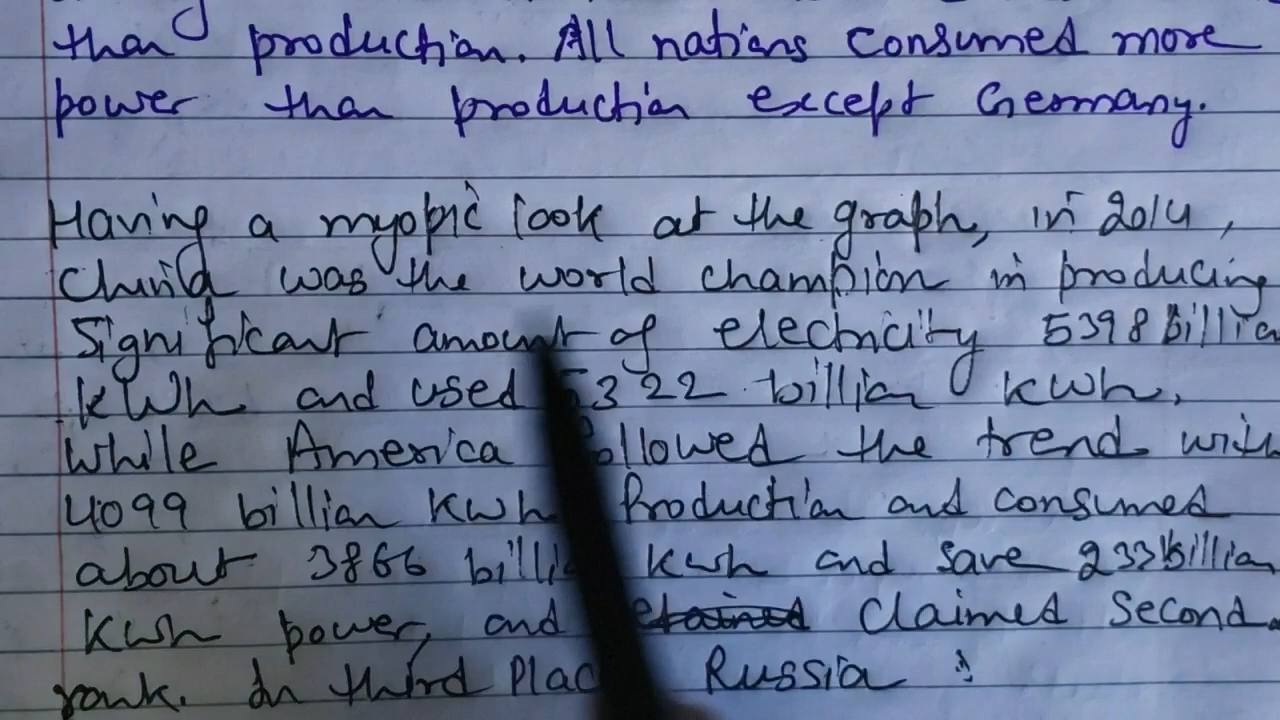 than production. All nations consumed more
power than production except Germany.
Having a myopic look at the graph, in 2014,
China was the world champion in producing
Significant amount of electricity 5398 billion
kWh and used 5322 billion kwh,
While America followed the trend with
4099 billion kwh Production and consumed
about 3866 billion kwh and save 233 billion
kwh power, and claimed Second
rank. In third Place Russia